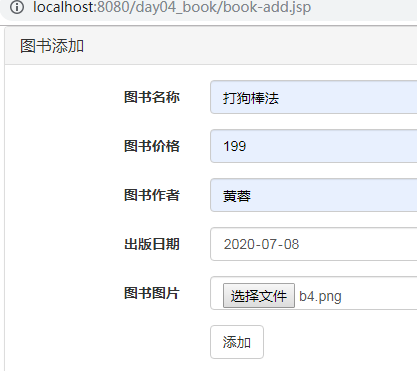 localhost:8080/day04_book/book-add.jsp
图书添加
图书名称 打狗棒法
图书价格 199
图书作者 黄蓉
出版日期 2020-07-08
图书图片 选择文件 b4.png
添加